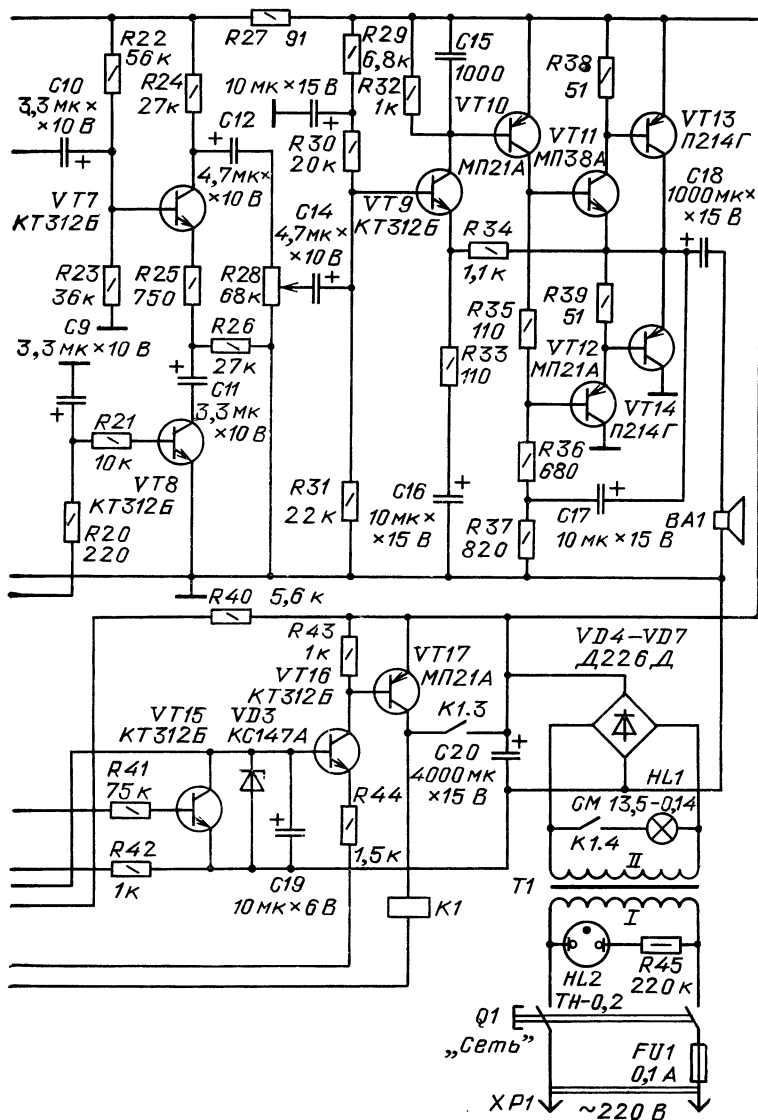 R22
56к
R27 91
R29
6,8к
C15
1000
R38
51
C10
3,3 мк×
×10 В
R24
27к
10 мк×15 В
R32
1к
VT10
VT11
МП38А
VT13
П214Г
C12
4,7мк×
×10 В
R30
20к
МП21А
C18
1000мк×
×15 В
VT7
КТ312Б
C14
4,7мк×
×10 В
VT9
КТ312Б
R34
1,1к
R23
36к
R25
750
R28
68к
R39
51
C9
3,3 мк×10 В
R26
27к
R35
110
R33
110
VT12
МП21А
C11
3,3мк×
×10 В
VT14
П214Г
R21
10к
VT8
КТ312Б
R36
680
R31
22к
C16
10 мк×
×15 В
C17
10 мк×15 В
R20
220
R37
820
BA1
R40 5,6 к
R43
1к
VT17
МП21А
VD4–VD7
Д226Д
VT16
КТ312Б
VT15
КТ312Б
VD3
КС147А
K1.3
C20
4000мк
×15 В
HL1
СМ 13,5-0,14
R41
75к
R44
1,5к
K1.4
R42
1к
C19
10 мк×6 В
II
T1
I
K1
HL2
ТН-0,2
R45
220к
Q1
„Сеть”
FU1
0,1А
XP1
~220 В